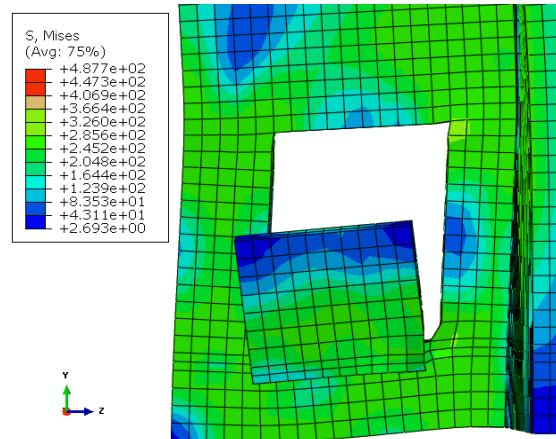 S, Mises
(Avg: 75%)
+4.877e+02
+4.473e+02
+4.069e+02
+3.664e+02
+3.260e+02
+2.856e+02
+2.452e+02
+2.048e+02
+1.644e+02
+1.239e+02
+8.353e+01
+4.311e+01
+2.693e+00
Y
Z